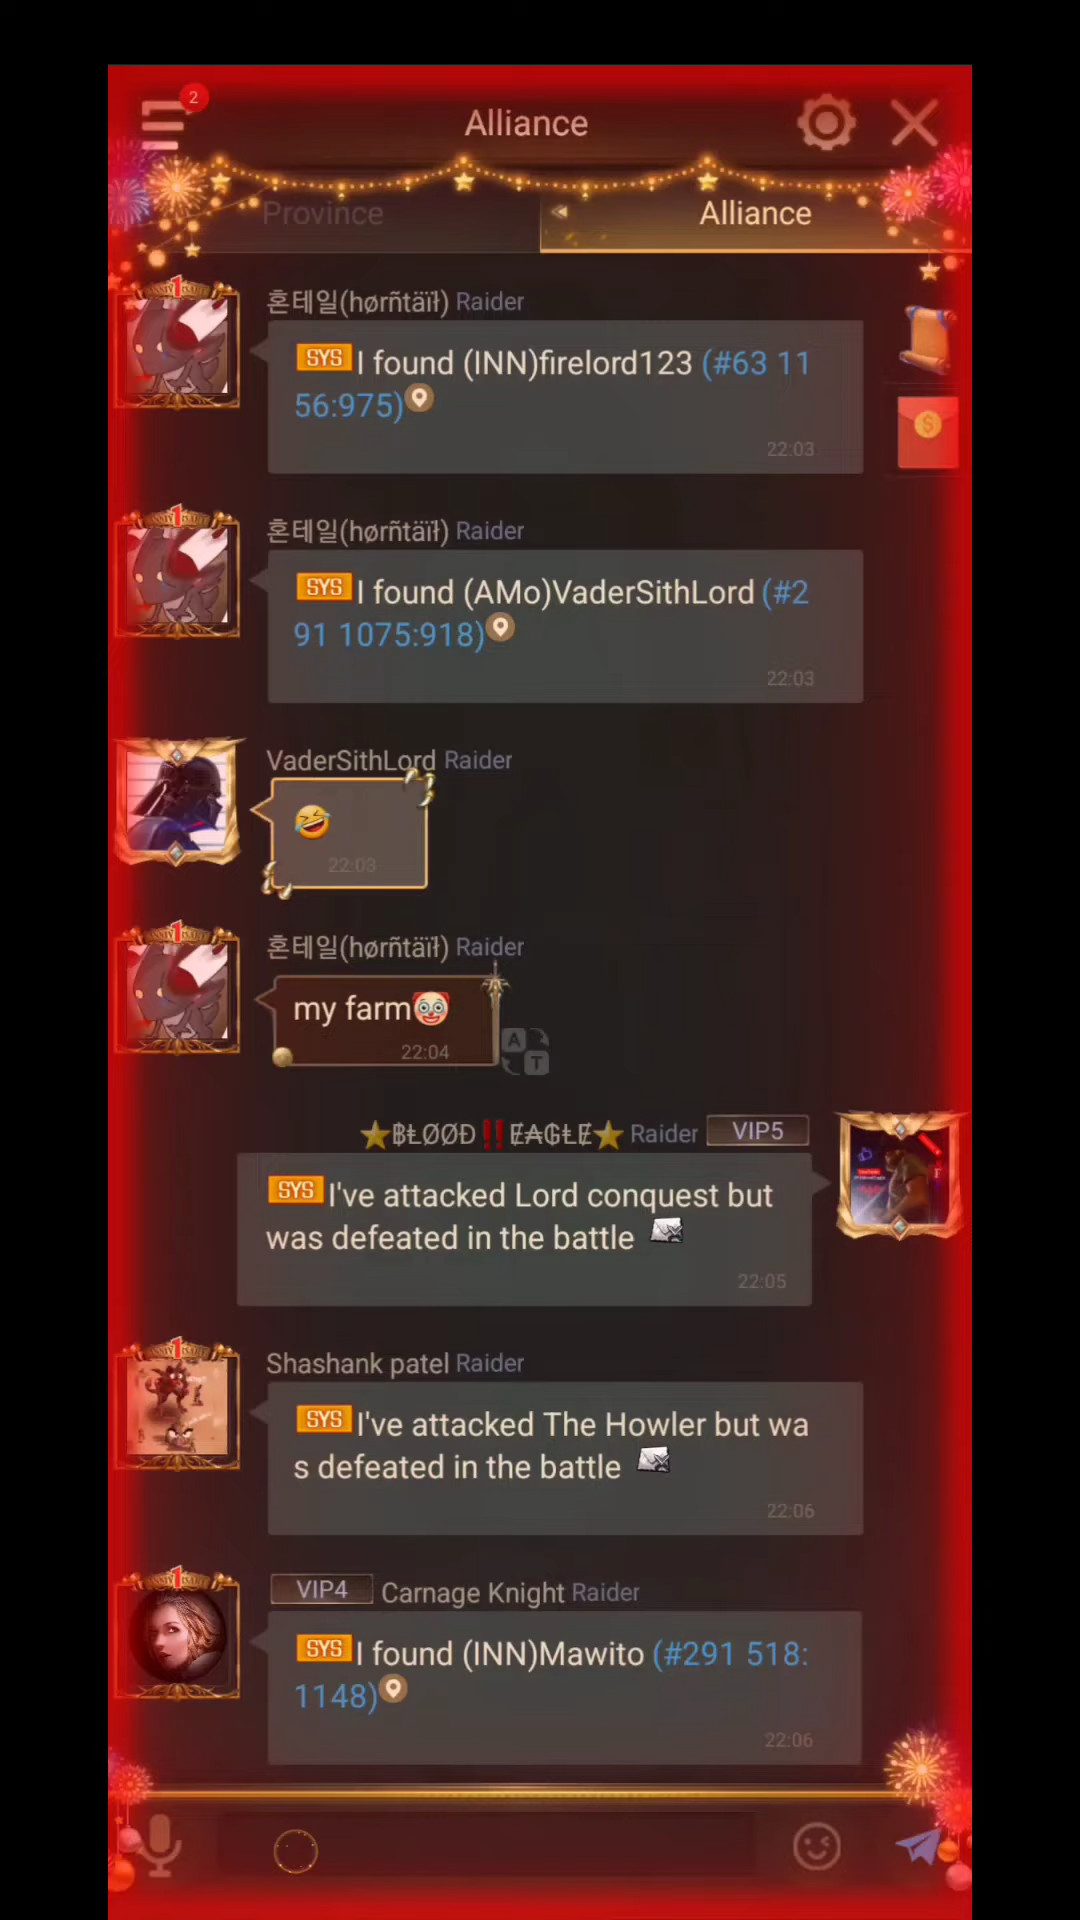 2
Alliance
Province
Alliance
혼테일(hørñtäïł) Raider
SYS I found (INN)firelord123 (#63 11
56:975)
22:03
혼테일(hørñtäïł) Raider
SYS I found (AMo)VaderSithLord (#2
91 1075:918)
22:03
VaderSithLord Raider
🤣
22:03
혼테일(hørñtäïł) Raider
my farm🤡
22:04
⭐฿ⱠØØĐ‼️Ɇ₳₲ⱠɆ⭐ Raider VIP5
SYS I've attacked Lord conquest but
was defeated in the battle
22:05
Shashank patel Raider
SYS I've attacked The Howler but wa
s defeated in the battle
22:06
VIP4 Carnage Knight Raider
SYS I found (INN)Mawito (#291 518:
1148)
22:06